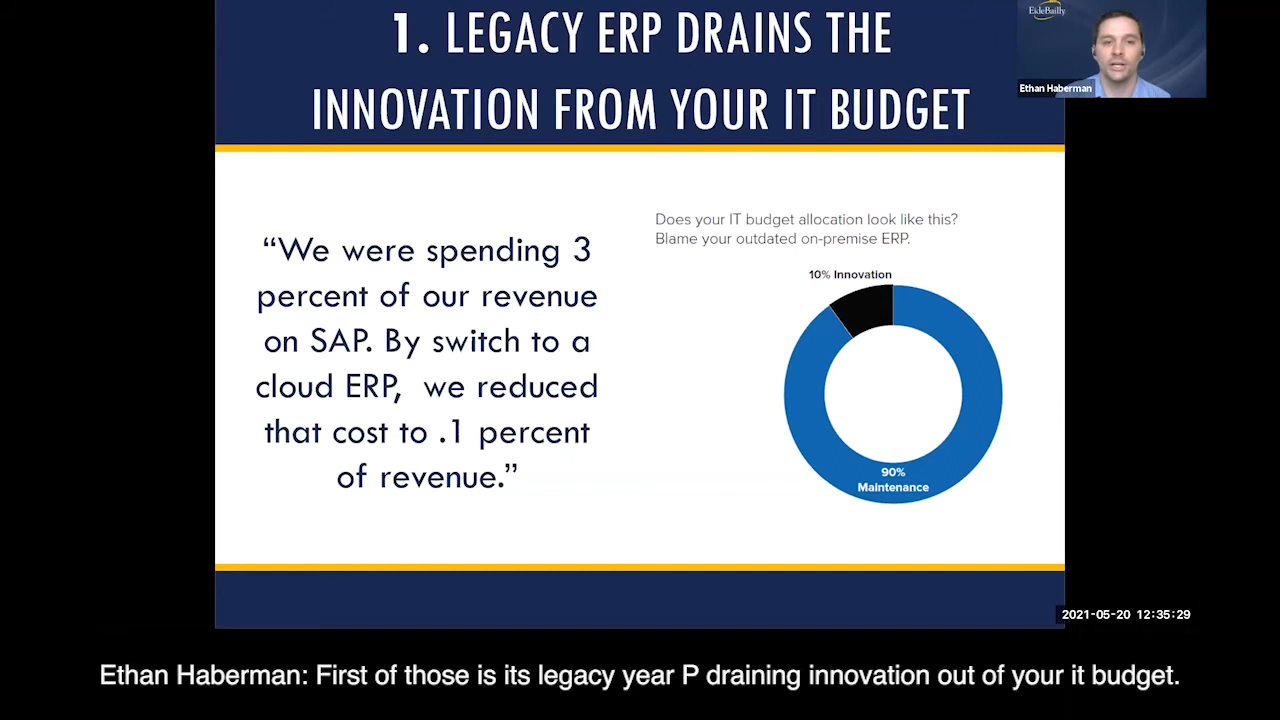 1. LEGACY ERP DRAINS THE
INNOVATION FROM YOUR IT BUDGET
EideBailly
Ethan Haberman
“We were spending 3
percent of our revenue
on SAP. By switch to a
cloud ERP, we reduced
that cost to .1 percent
of revenue.”
Does your IT budget allocation look like this?
Blame your outdated on-premise ERP.
10% Innovation
90%
Maintenance
2021-05-20 12:35:29
Ethan Haberman: First of those is its legacy year P draining innovation out of your it budget.